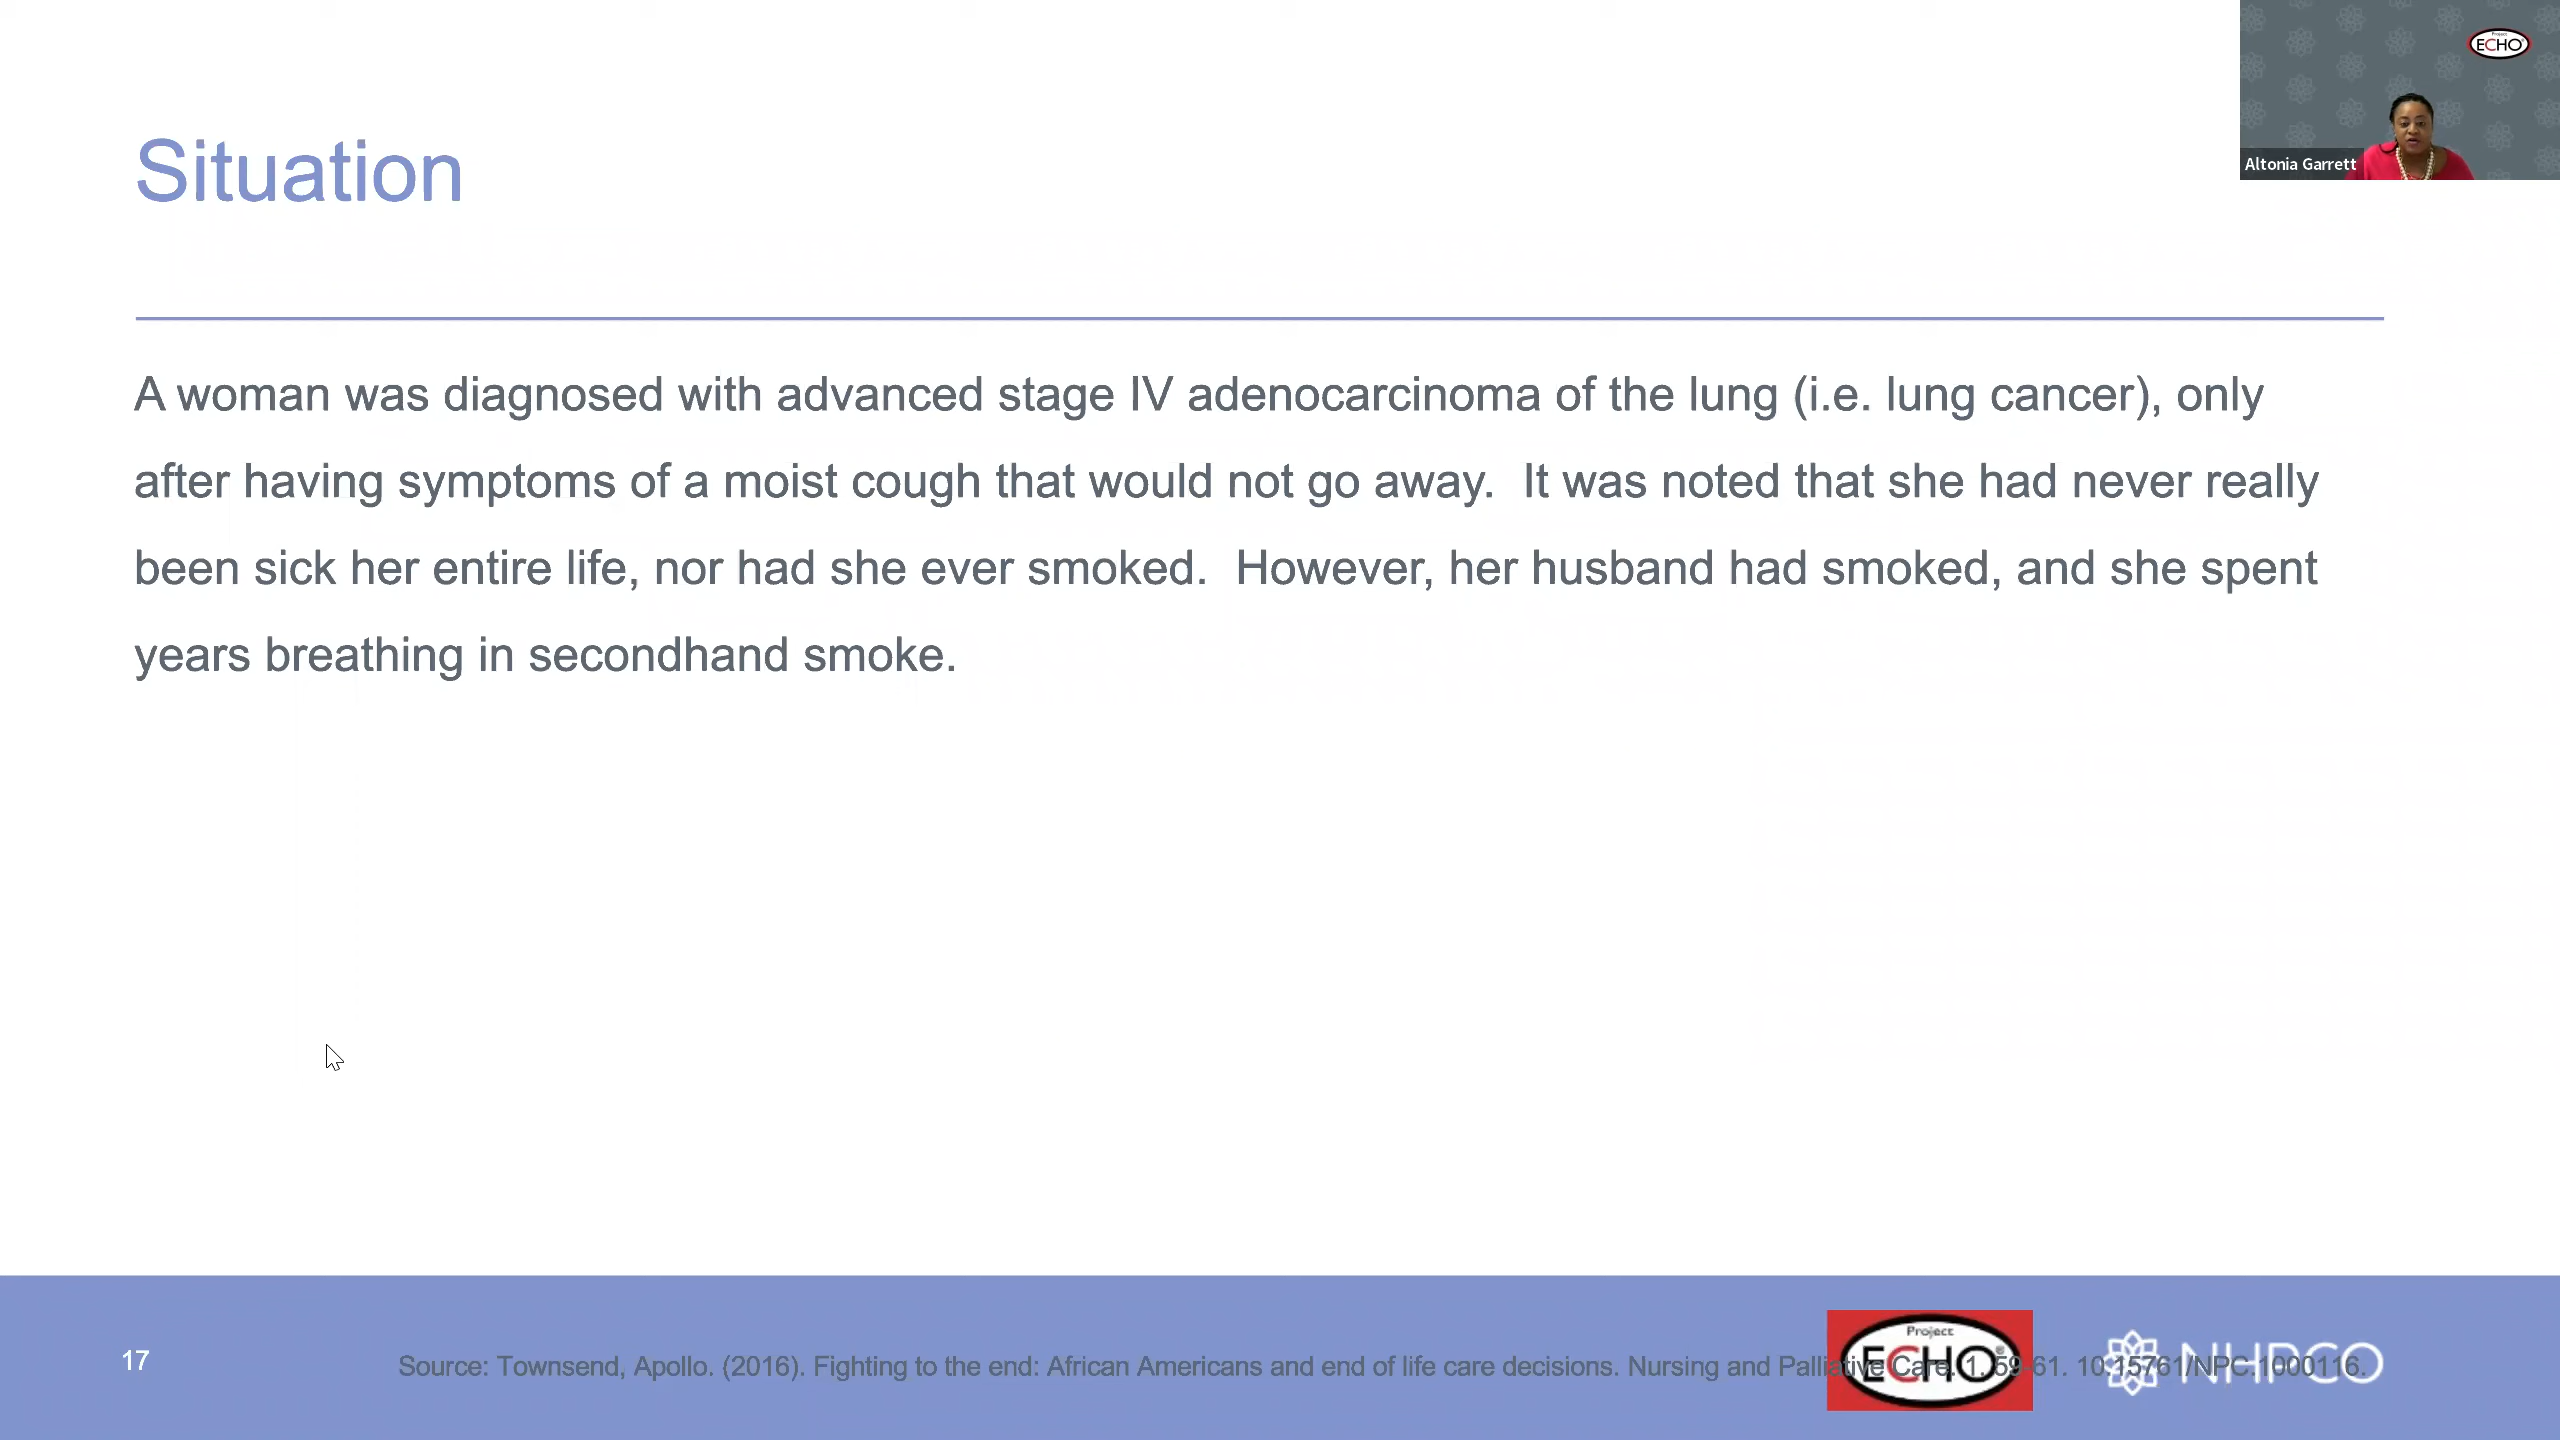 Project
ECHO
Altonia Garrett
Situation
A woman was diagnosed with advanced stage IV adenocarcinoma of the lung (i.e. lung cancer), only
after having symptoms of a moist cough that would not go away.  It was noted that she had never really
been sick her entire life, nor had she ever smoked.  However, her husband had smoked, and she spent
years breathing in secondhand smoke.
17
Source: Townsend, Apollo. (2016). Fighting to the end: African Americans and end of life care decisions. Nursing and Palliative Care. 1. 59-61. 10.15761/NPC.1000116.
Project
ECHO®
NHPCO